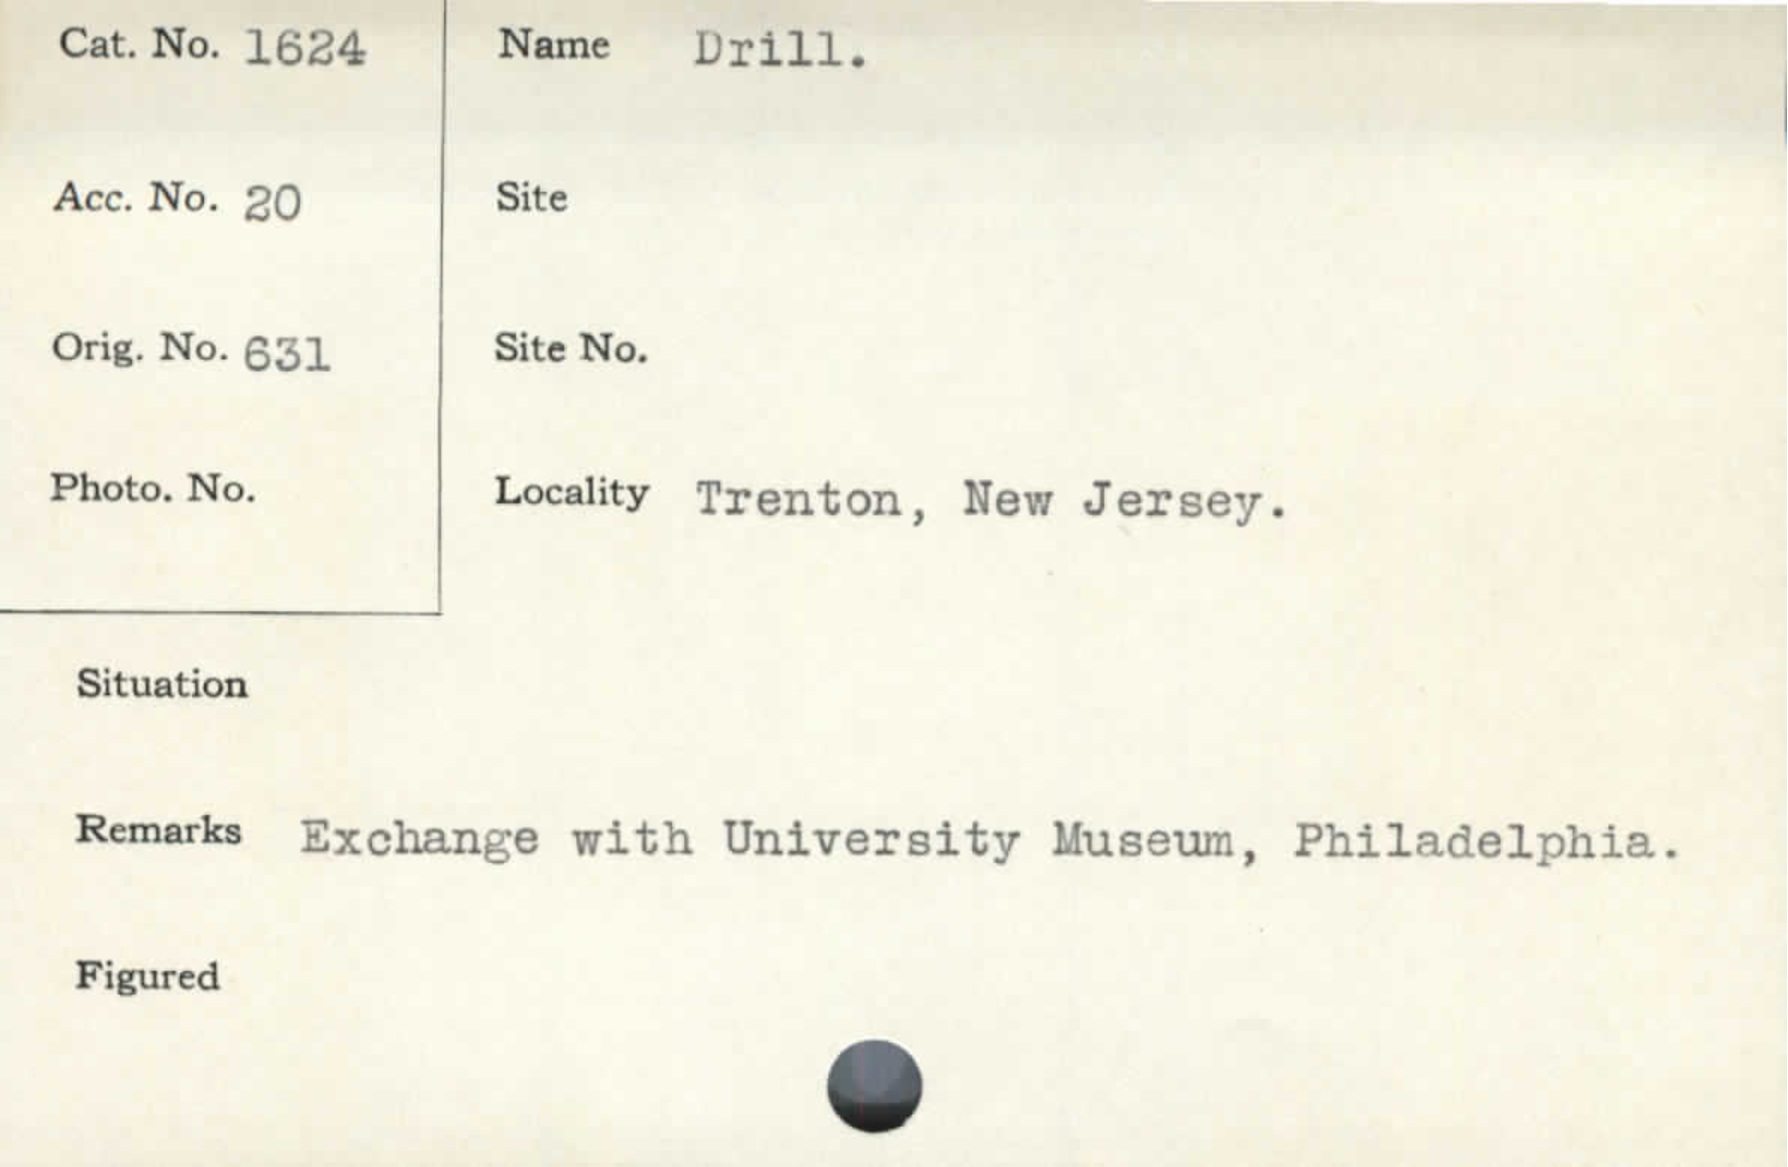 Cat. No. 1624
Name Drill.
Acc. No. 20
Site
Orig. No. 631
Site No.
Photo. No.
Locality Trenton, New Jersey.
Situation
Remarks Exchange with University Museum, Philadelphia.
Figured